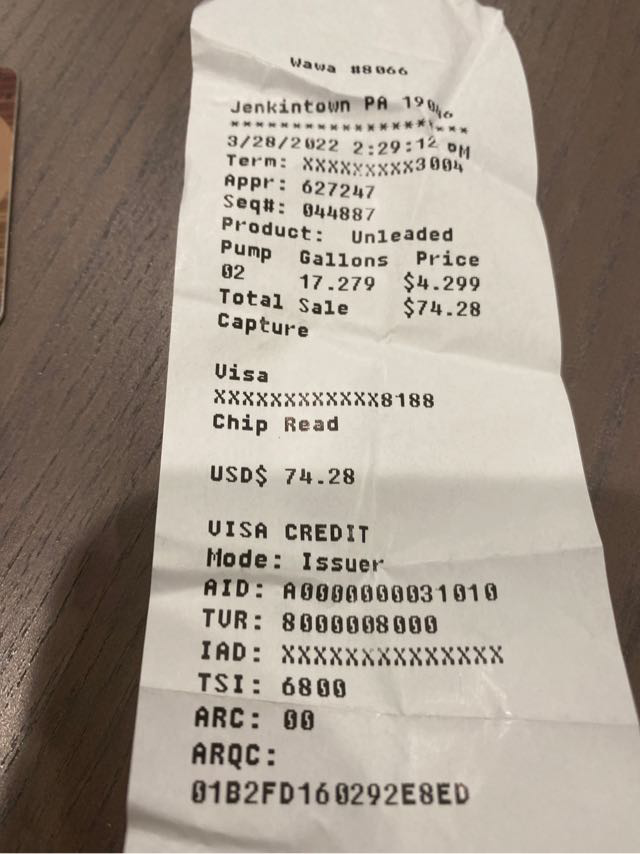 Wawa #8066
Jenkintown PA 19046
******************
3/28/2022 2:29:12 PM
Term: XXXXXXXXX3004
Appr: 627247
Seq#: 044887
Product: Unleaded
Pump Gallons Price
02 17.279 $4.299
Total Sale $74.28
Capture
Visa
XXXXXXXXXXXX8188
Chip Read
USD$ 74.28
VISA CREDIT
Mode: Issuer
AID: A0000000031010
TVR: 8000008000
IAD: XXXXXXXXXXXXXX
TSI: 6800
ARC: 00
ARQC:
01B2FD160292E8ED